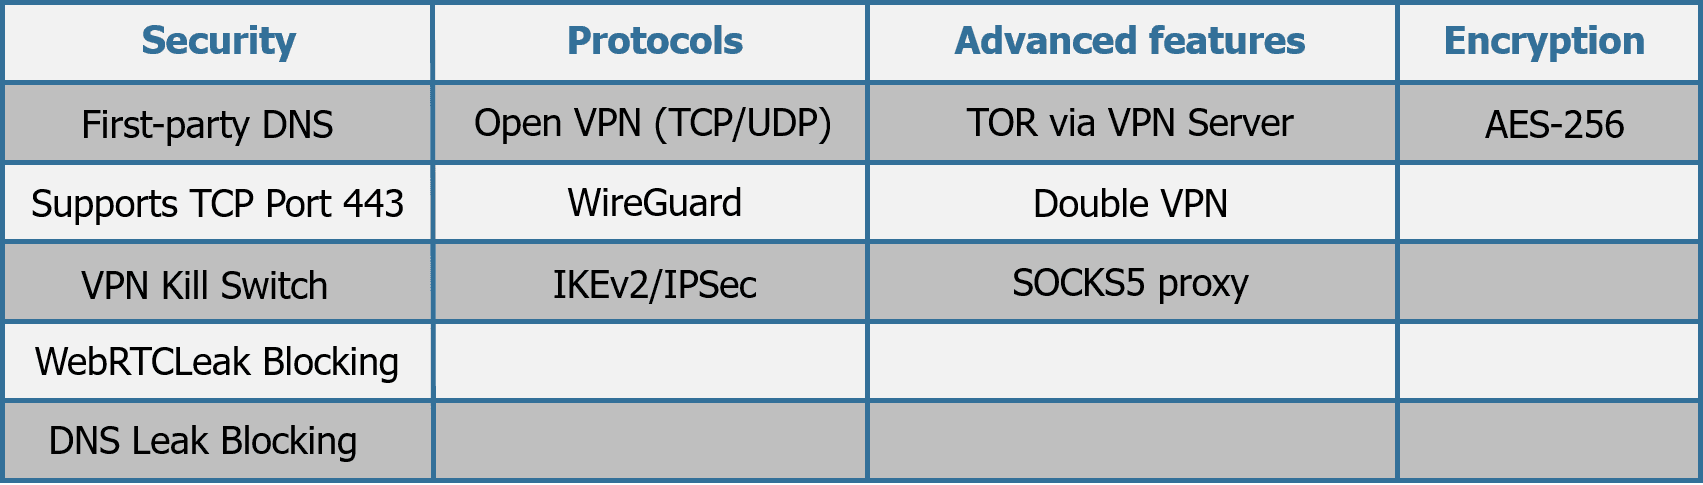 Security Protocols Advanced features Encryption
First-party DNS Open VPN (TCP/UDP) TOR via VPN Server AES-256
Supports TCP Port 443 WireGuard Double VPN
VPN Kill Switch IKEv2/IPSec SOCKS5 proxy
WebRTCLeak Blocking
DNS Leak Blocking